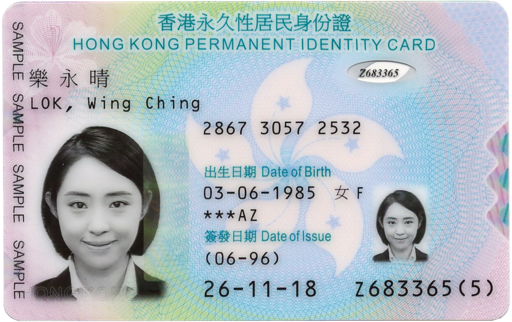 香港永久性居民身份證
HONG KONG PERMANENT IDENTITY CARD
SAMPLE SAMPLE SAMPLE SAMPLE
Z683365
樂永晴
LOK, Wing Ching
2867 3057 2532
出生日期 Date of Birth
03-06-1985 女 F
***AZ
簽發日期 Date of Issue
(06-96)
26-11-18 Z683365(5)